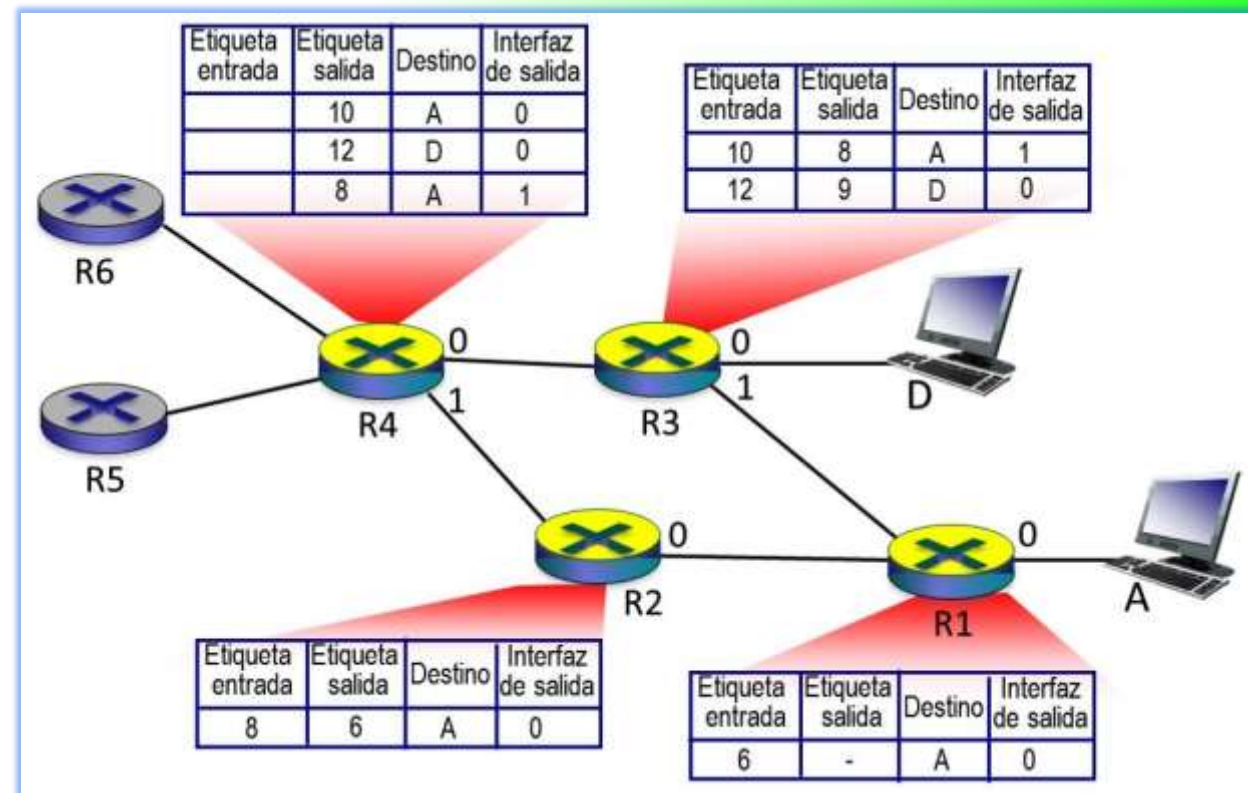 Etiqueta entrada Etiqueta salida Destino Interfaz de salida
10 A 0
12 D 0
8 A 1
Etiqueta entrada Etiqueta salida Destino Interfaz de salida
10 8 A 1
12 9 D 0
R6
R5
R4
0
1
R3
0
1
D
R2
0
R1
0
A
Etiqueta entrada Etiqueta salida Destino Interfaz de salida
8 6 A 0
Etiqueta entrada Etiqueta salida Destino Interfaz de salida
6 - A 0